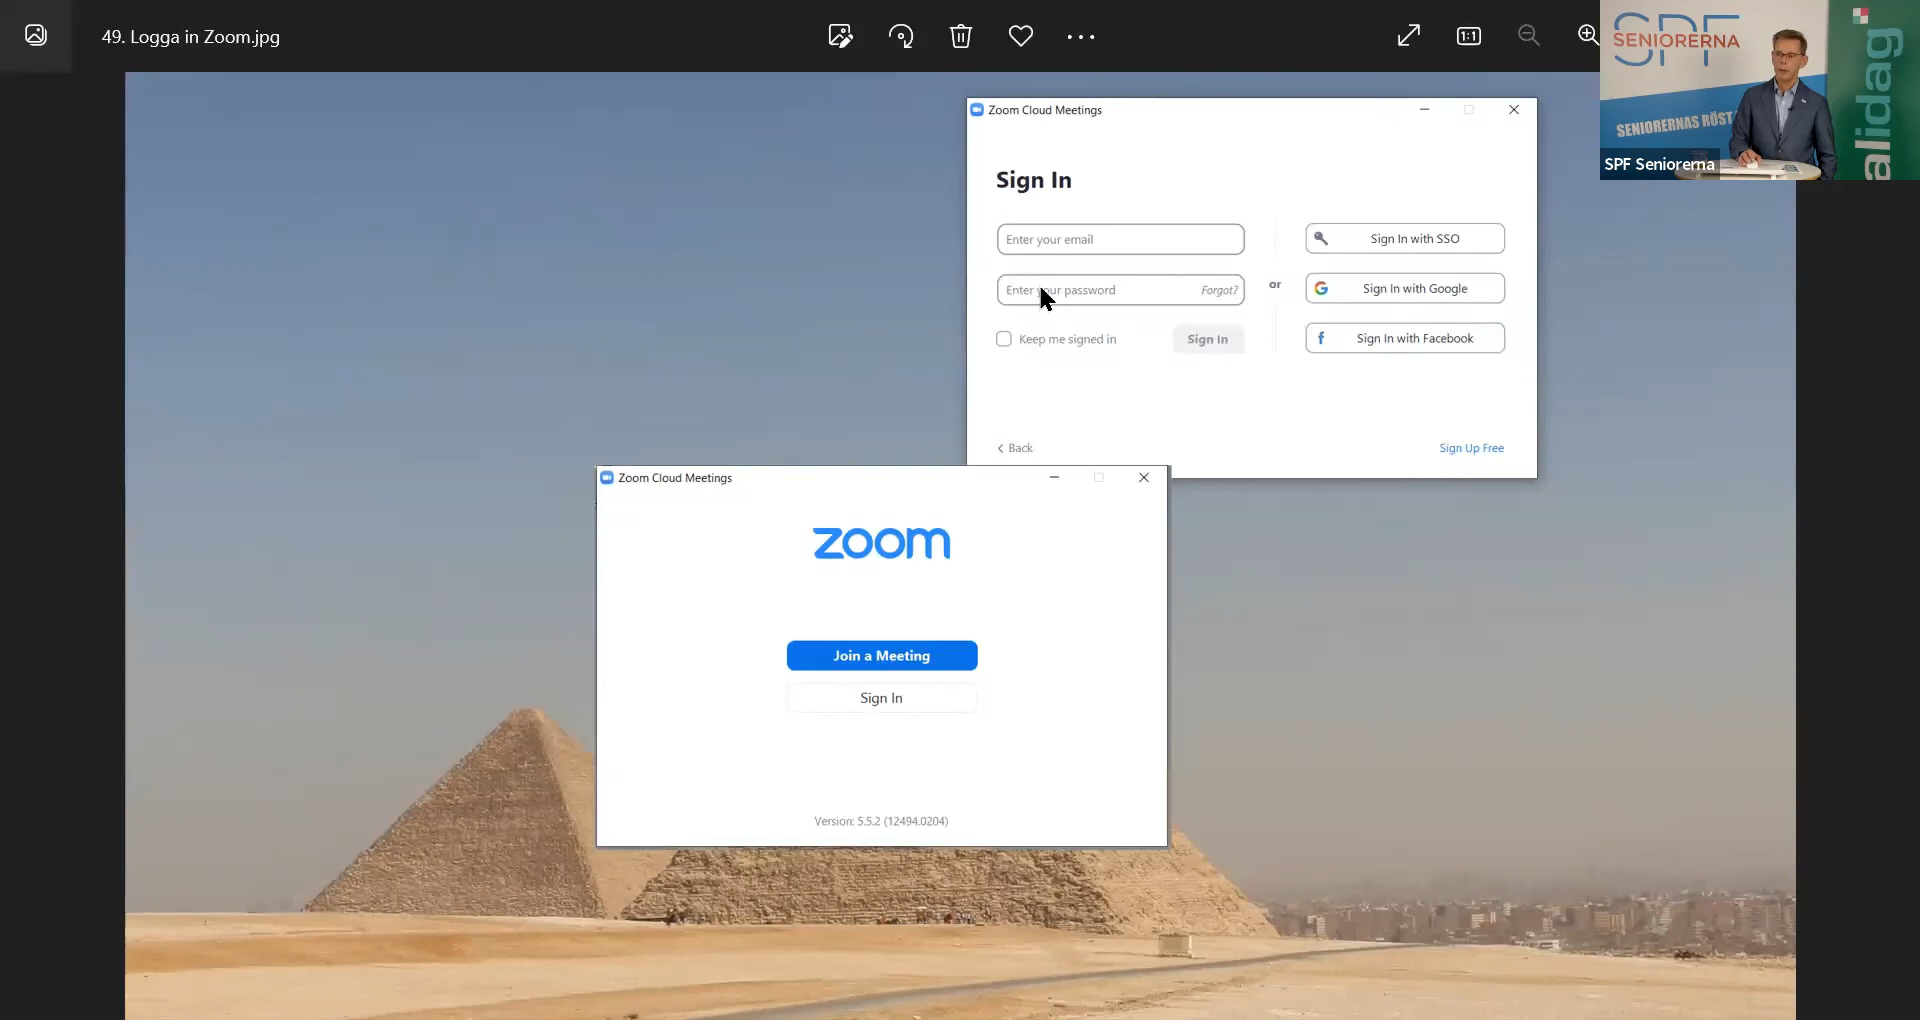 49. Logga in Zoom.jpg
1:1
SPF
SENIORERNA
SENIORERNAS RÖST
alidag
SPF Seniorerna
Zoom Cloud Meetings
Sign In
Enter your email
Enter your password
Forgot?
Keep me signed in
Sign In
or
Sign In with SSO
Sign In with Google
Sign In with Facebook
Back
Sign Up Free
Zoom Cloud Meetings
zoom
Join a Meeting
Sign In
Version: 5.5.2 (12494.0204)